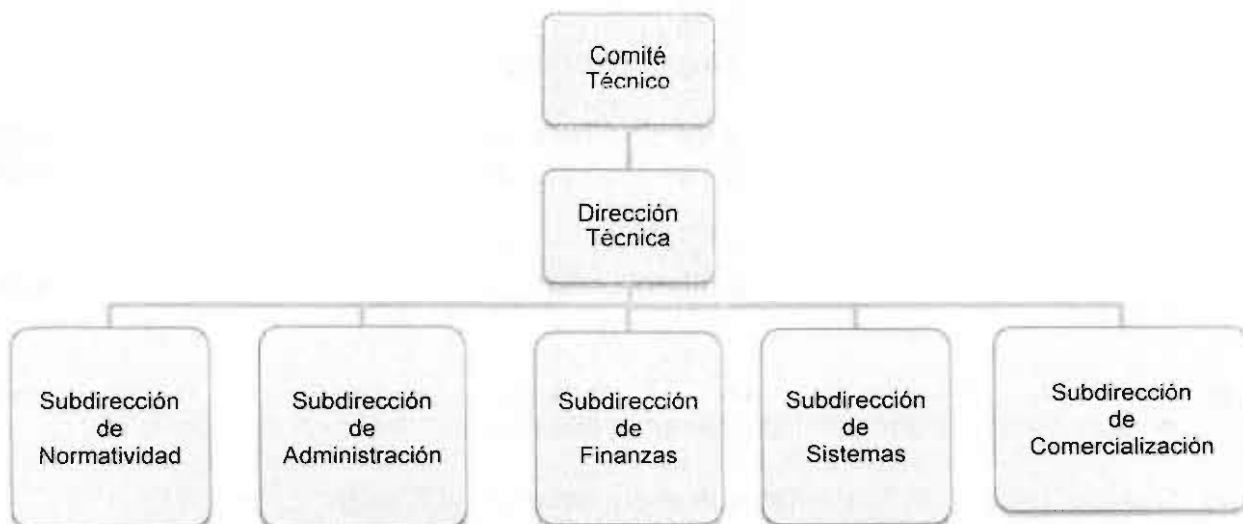 Comité
Técnico
Dirección
Técnica
Subdirección
de
Normatividad
Subdirección
de
Administración
Subdirección
de
Finanzas
Subdirección
de
Sistemas
Subdirección
de
Comercialización